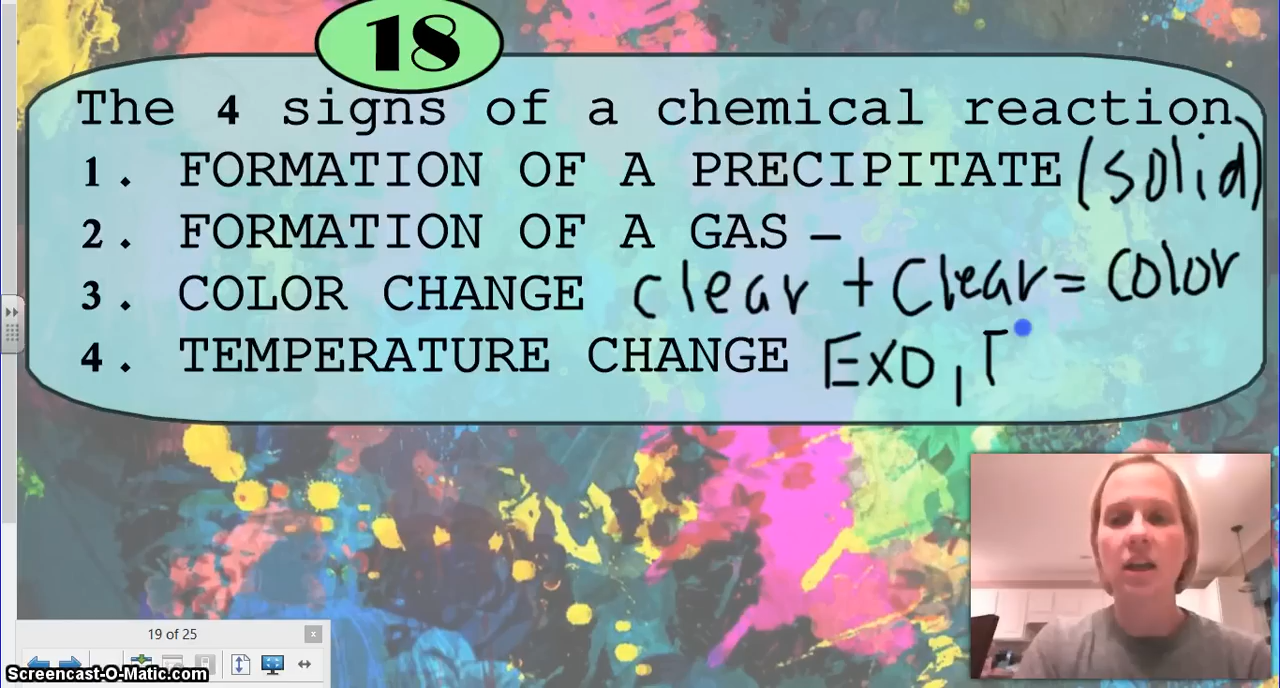 18
The 4 signs of a chemical reaction
1. FORMATION OF A PRECIPITATE (solid)
2. FORMATION OF A GAS –
3. COLOR CHANGE clear + clear = color
4. TEMPERATURE CHANGE EXO,
19 of 25
Screencast-O-Matic.com